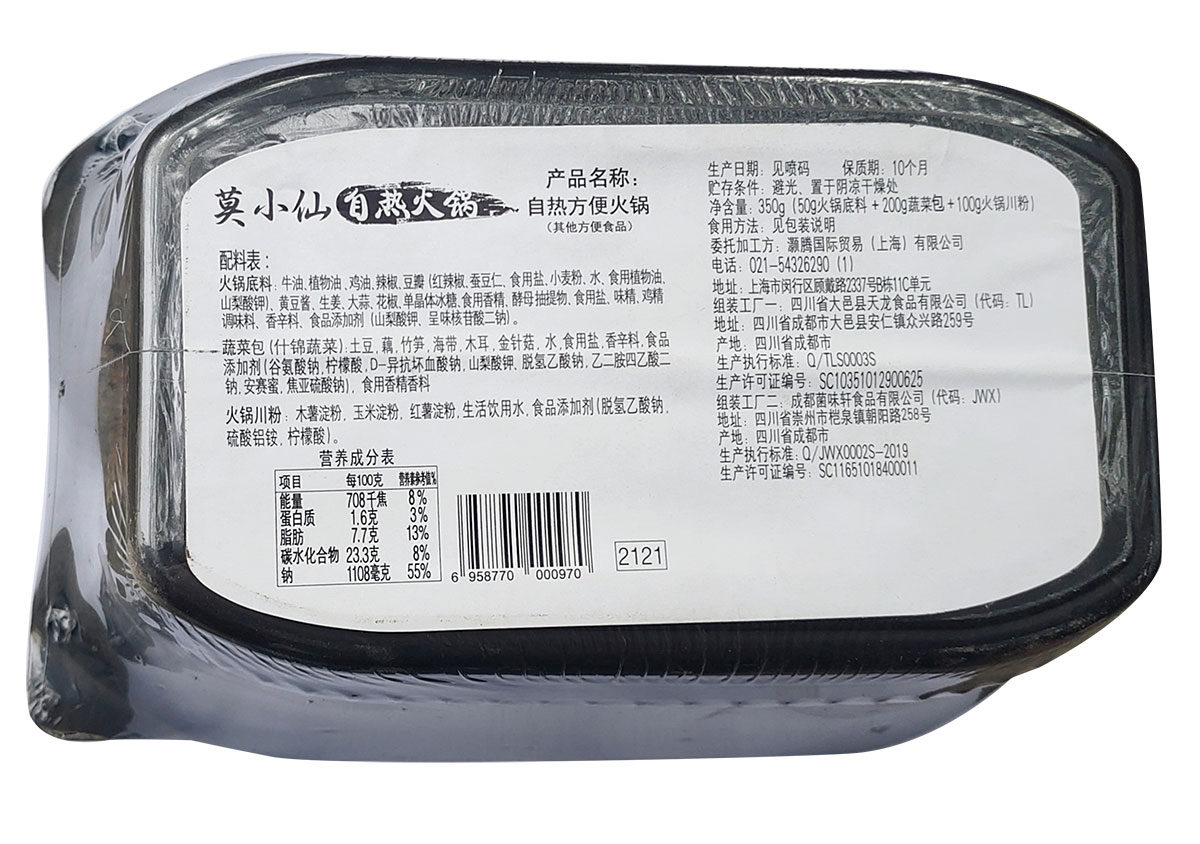 莫小仙 自热火锅
产品名称：
自热方便火锅
（其他方便食品）
配料表：
火锅底料：牛油,植物油,鸡油,辣椒,豆瓣（红辣椒,蚕豆仁,食用盐,小麦粉,水,食用植物油,
山梨酸钾）,黄豆酱,生姜,大蒜,花椒,单晶体冰糖,食用香精,酵母抽提物,食用盐,味精,鸡精
调味料、香辛料、食品添加剂（山梨酸钾、呈味核苷酸二钠）。
蔬菜包（什锦蔬菜）:土豆,藕,竹笋,海带,木耳,金针菇,水,食用盐,香辛料,食品
添加剂（谷氨酸钠,柠檬酸,D-异抗坏血酸钠,山梨酸钾,脱氢乙酸钠,乙二胺四乙酸二
钠,安赛蜜,焦亚硫酸钠）,食用香精香料
火锅川粉：木薯淀粉,玉米淀粉,红薯淀粉,生活饮用水,食品添加剂（脱氢乙酸钠,
硫酸铝铵,柠檬酸）。
营养成分表
项目 每100克 营养素参考值%
能量 708千焦 8%
蛋白质 1.6克 3%
脂肪 7.7克 13%
碳水化合物 23.3克 8%
钠 1108毫克 55%
6 958770 000970
2121
生产日期：见喷码 保质期：10个月
贮存条件：避光、置于阴凉干燥处
净含量：350g（50g火锅底料+200g蔬菜包+100g火锅川粉）
食用方法：见包装说明
委托加工方：灏腾国际贸易（上海）有限公司
电话：021-54326290（1）
地址：上海市闵行区顾戴路2337号B栋11C单元
组装工厂一：四川省大邑县天龙食品有限公司（代码：TL）
地址：四川省成都市大邑县安仁镇众兴路259号
产地：四川省成都市
生产执行标准：Q/TLS0003S
生产许可证编号：SC10351012900625
组装工厂二：成都菌味轩食品有限公司（代码：JWX）
地址：四川省崇州市桤泉镇朝阳路258号
产地：四川省成都市
生产执行标准：Q/JWX0002S-2019
生产许可证编号：SC11651018400011